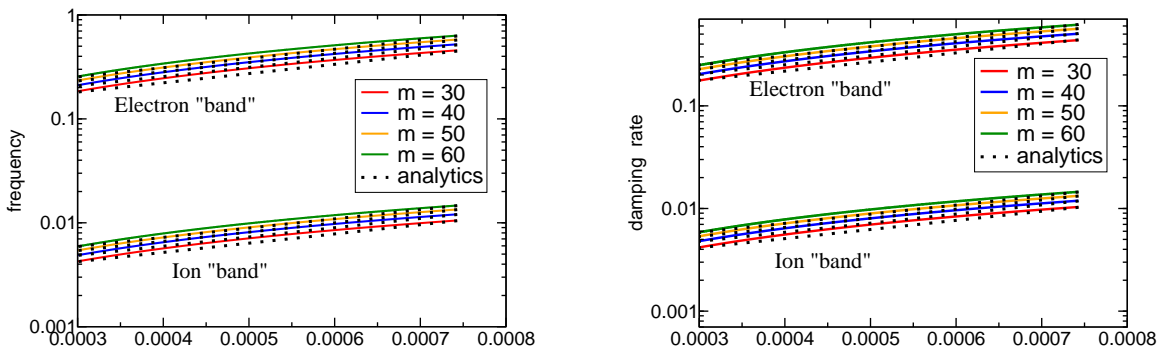 frequency
1
0.1
0.01
0.001
0.0003 0.0004 0.0005 0.0006 0.0007 0.0008
Electron "band"
Ion "band"
m = 30
m = 40
m = 50
m = 60
analytics
damping rate
0.1
0.01
0.001
0.0003 0.0004 0.0005 0.0006 0.0007 0.0008
Electron "band"
Ion "band"
m = 30
m = 40
m = 50
m = 60
analytics